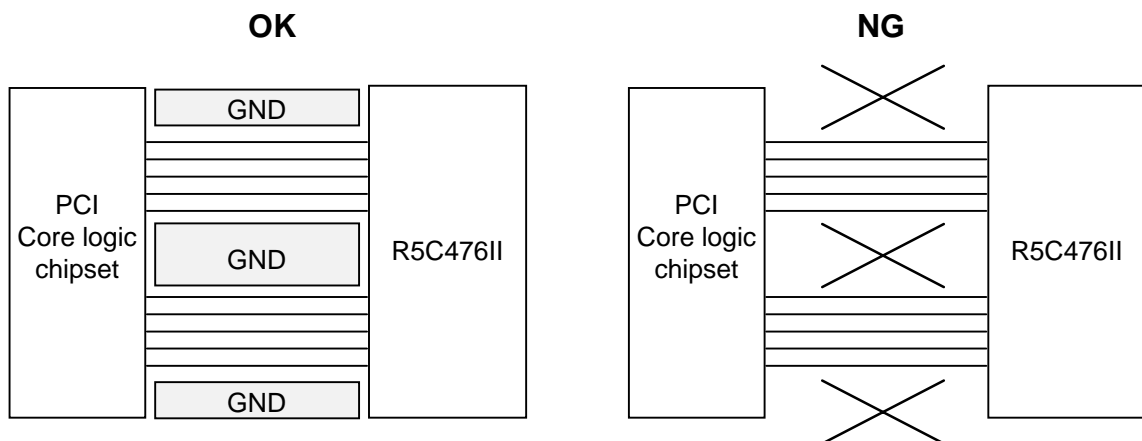 OK
GND
PCI
Core logic
chipset
GND
R5C476II
GND
NG
PCI
Core logic
chipset
R5C476II